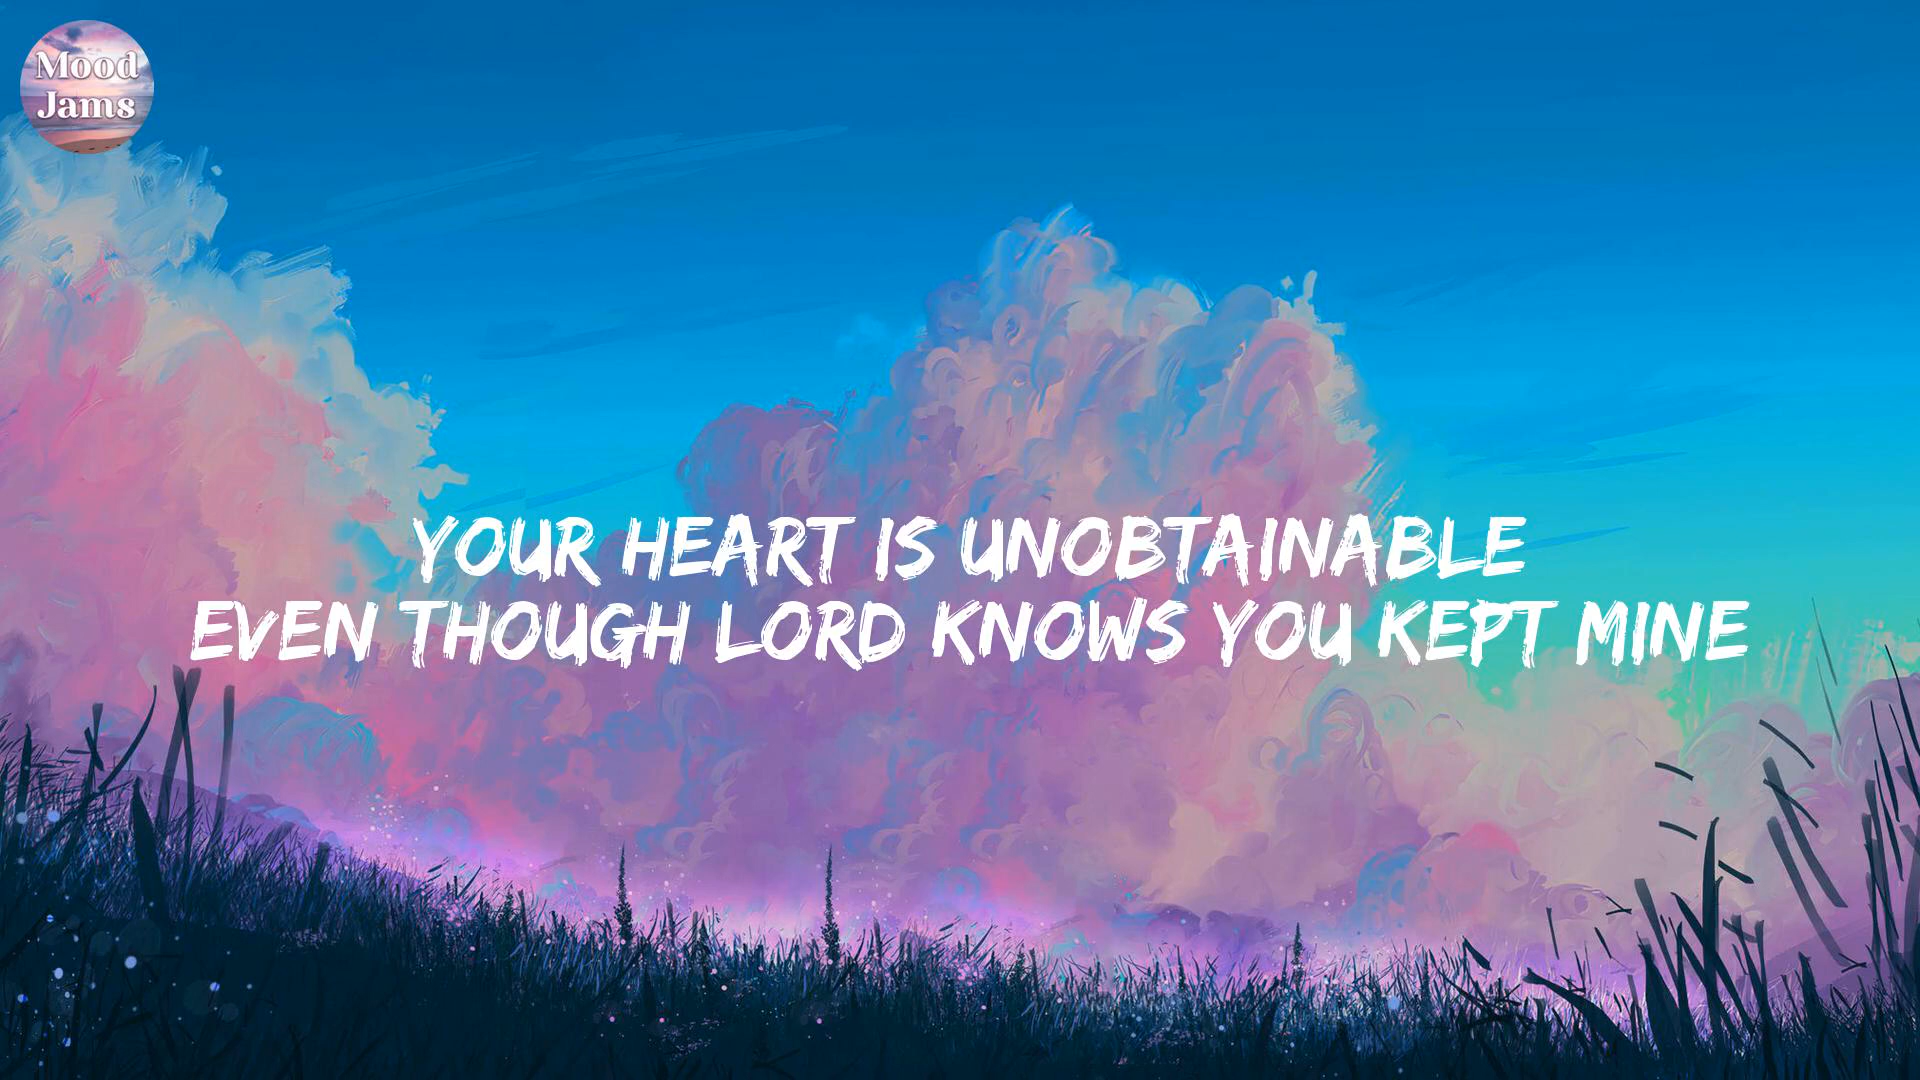 Mood
Jams
YOUR HEART IS UNOBTAINABLE
EVEN THOUGH LORD KNOWS YOU KEPT MINE